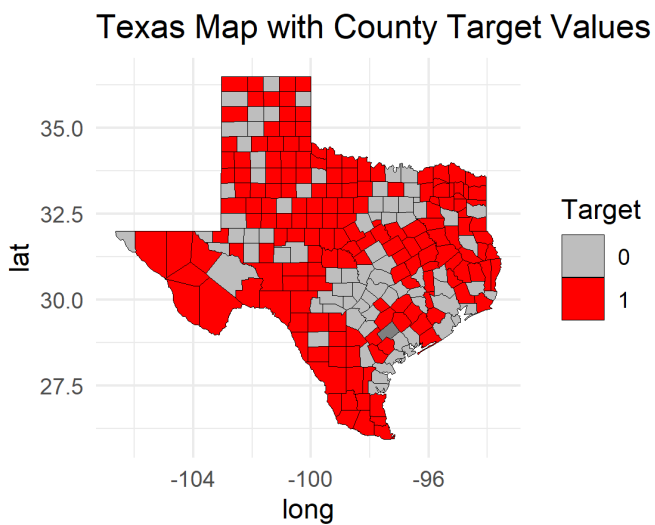 Texas Map with County Target Values
35.0
32.5
30.0
27.5
lat
-104
-100
-96
long
Target
0
1